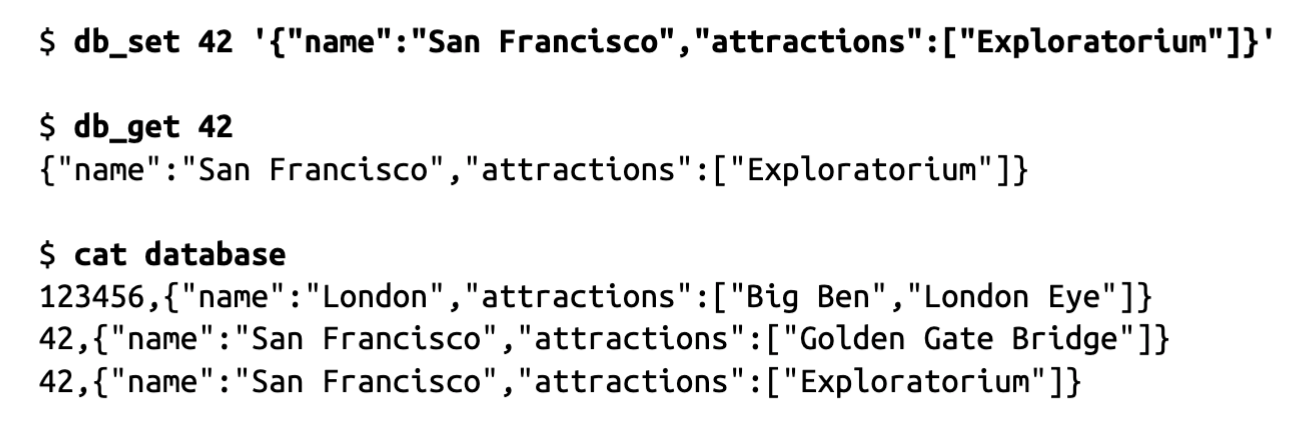 $ db_set 42 '{"name":"San Francisco","attractions":["Exploratorium"]}'
$ db_get 42
{"name":"San Francisco","attractions":["Exploratorium"]}
$ cat database
123456,{"name":"London","attractions":["Big Ben","London Eye"]}
42,{"name":"San Francisco","attractions":["Golden Gate Bridge"]}
42,{"name":"San Francisco","attractions":["Exploratorium"]}